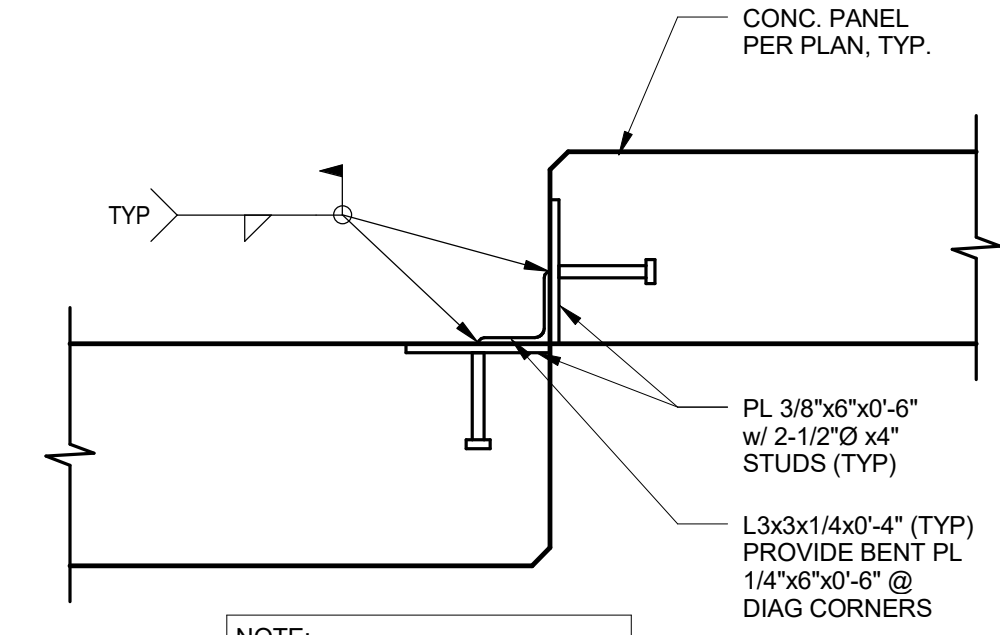 CONC. PANEL
PER PLAN, TYP.
TYP
PL 3/8"x6"x0'-6"
w/ 2-1/2"Ø x4"
STUDS (TYP)
L3x3x1/4x0'-4" (TYP)
PROVIDE BENT PL
1/4"x6"x0'-6" @
DIAG CORNERS
NOTE: